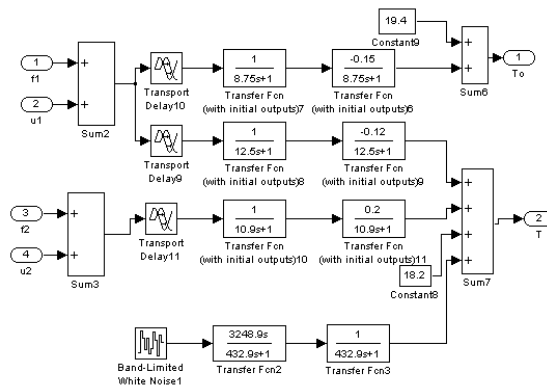 19.4
Constant9
1
f1
2
u1
+
+
Sum2
Transport
Delay10
1
8.75s+1
Transfer Fcn
(with initial outputs)7
-0.15
8.75s+1
Transfer Fcn
(with initial outputs)6
+
+
Sum6
1
To
Transport
Delay9
1
12.5s+1
Transfer Fcn
(with initial outputs)8
-0.12
12.5s+1
Transfer Fcn
(with initial outputs)9
3
f2
4
u2
+
+
Sum3
Transport
Delay11
1
10.9s+1
Transfer Fcn
(with initial outputs)10
0.2
10.9s+1
Transfer Fcn
(with initial outputs)11
18.2
Constant8
+
+
+
+
Sum7
2
T
Band-Limited
White Noise1
3248.9s
432.9s+1
Transfer Fcn2
1
432.9s+1
Transfer Fcn3